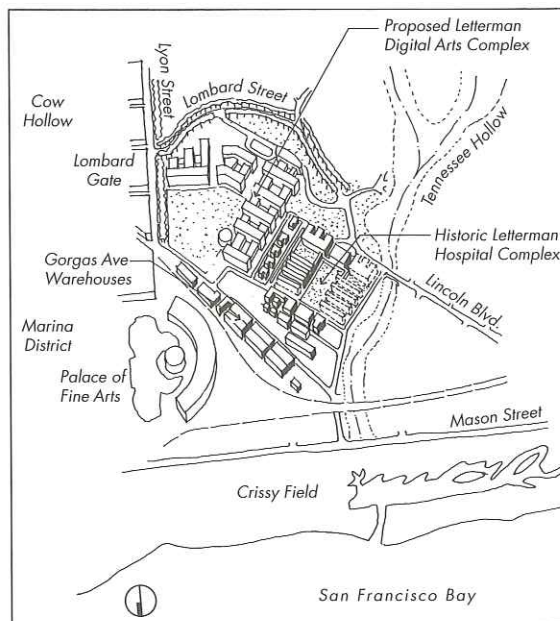 Proposed Letterman
Digital Arts Complex
Lyon Street
Lombard Street
Cow
Hollow
Tennessee Hollow
Lombard
Gate
Historic Letterman
Hospital Complex
Gorgas Ave
Warehouses
Lincoln Blvd.
Marina
District
Palace of
Fine Arts
Mason Street
Crissy Field
San Francisco Bay